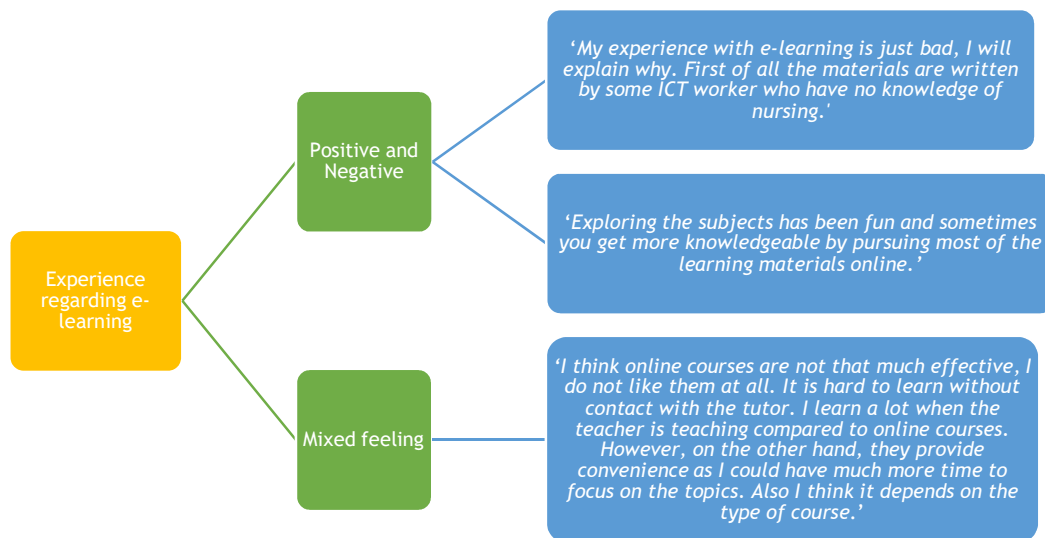 ‘My experience with e-learning is just bad, I will
explain why. First of all the materials are written
by some ICT worker who have no knowledge of
nursing.'
Positive and
Negative
‘Exploring the subjects has been fun and sometimes
you get more knowledgeable by pursuing most of the
learning materials online.’
Experience
regarding e-
learning
Mixed feeling
‘I think online courses are not that much effective, I
do not like them at all. It is hard to learn without
contact with the tutor. I learn a lot when the
teacher is teaching compared to online courses.
However, on the other hand, they provide
convenience as I could have much more time to
focus on the topics. Also I think it depends on the
type of course.’